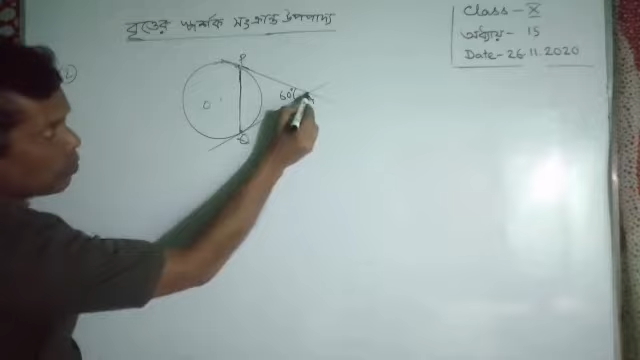 বৃত্তের স্পর্শক সংক্রান্ত উপপাদ্য
Class - X
অধ্যায় - 15
Date - 26.11.2020
P
60°
O
Q